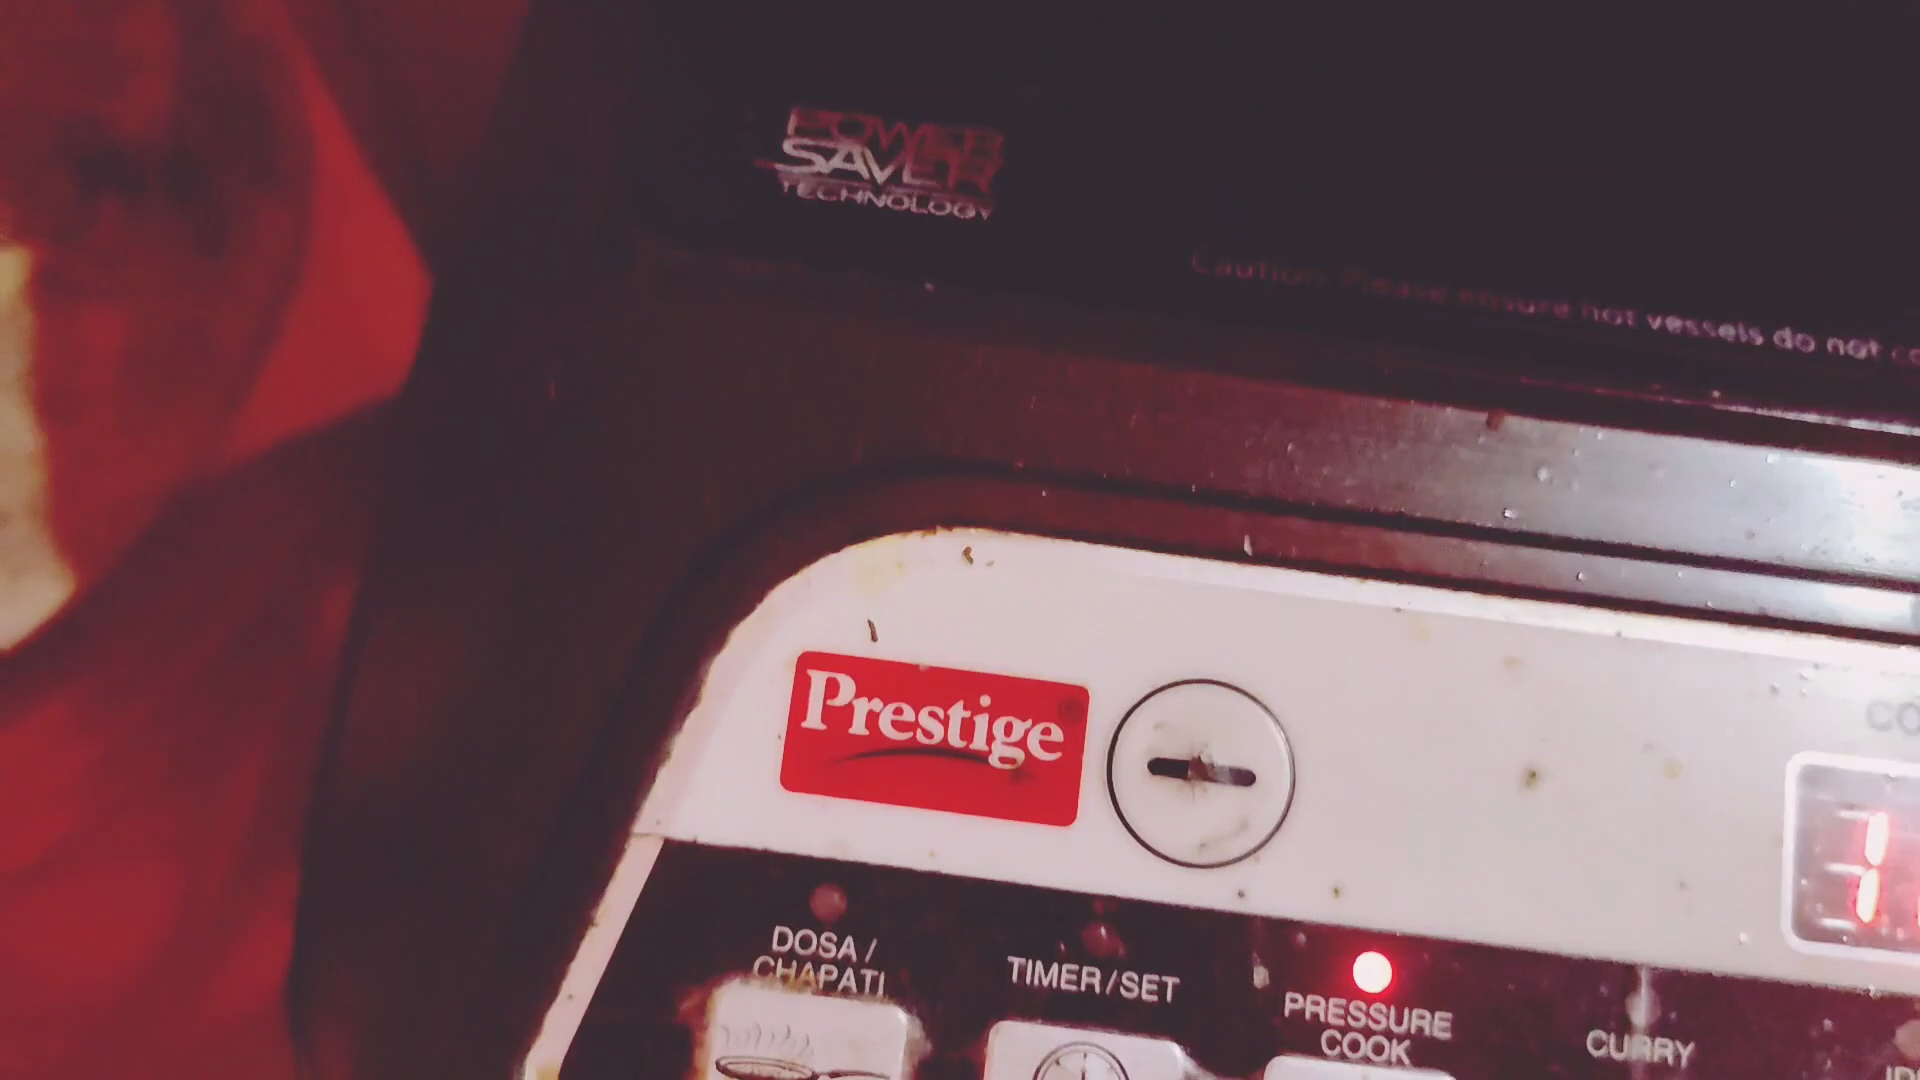 POWER
SAVER
TECHNOLOGY
Caution: Please ensure hot vessels do not
Prestige
DOSA /
CHAPATI
TIMER/SET
PRESSURE
COOK
CURRY